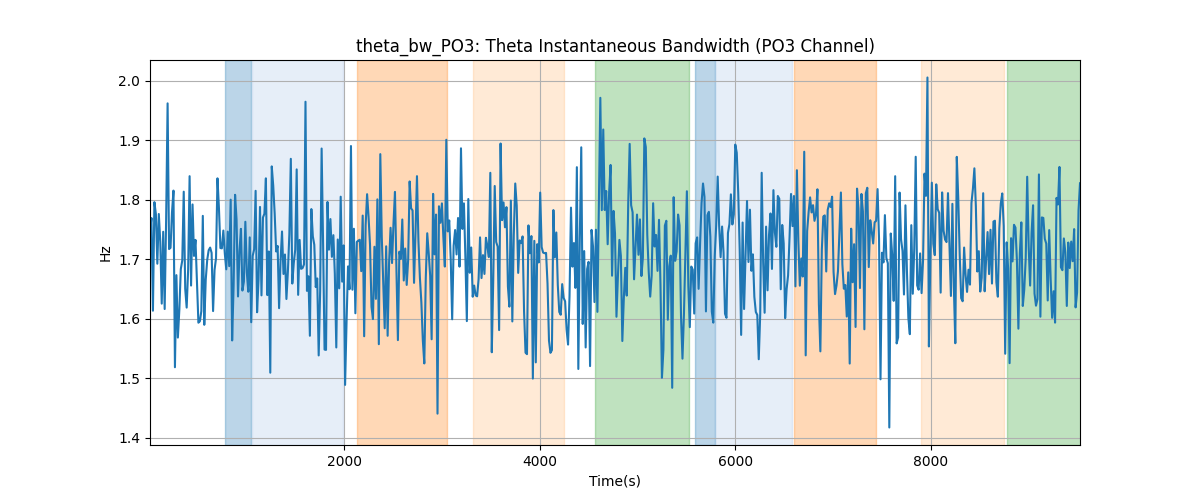 theta_bw_PO3: Theta Instantaneous Bandwidth (PO3 Channel)
2.0
1.9
1.8
1.7
1.6
1.5
1.4
Hz
2000 4000 6000 8000
Time(s)